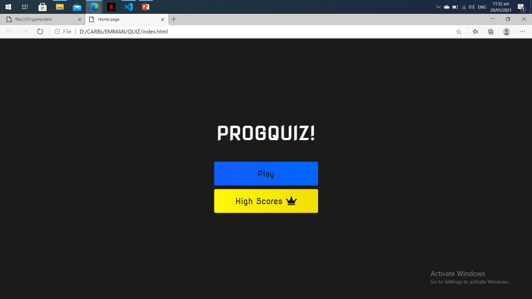 11:32 am
ENG
20/01/2021
file:///D:/game.html
Home page
File
D:/CARBs/EMMAN/QUIZ/index.html
PROGQUIZ!
Play
High Scores
Activate Windows
Go to Settings to activate Windows.